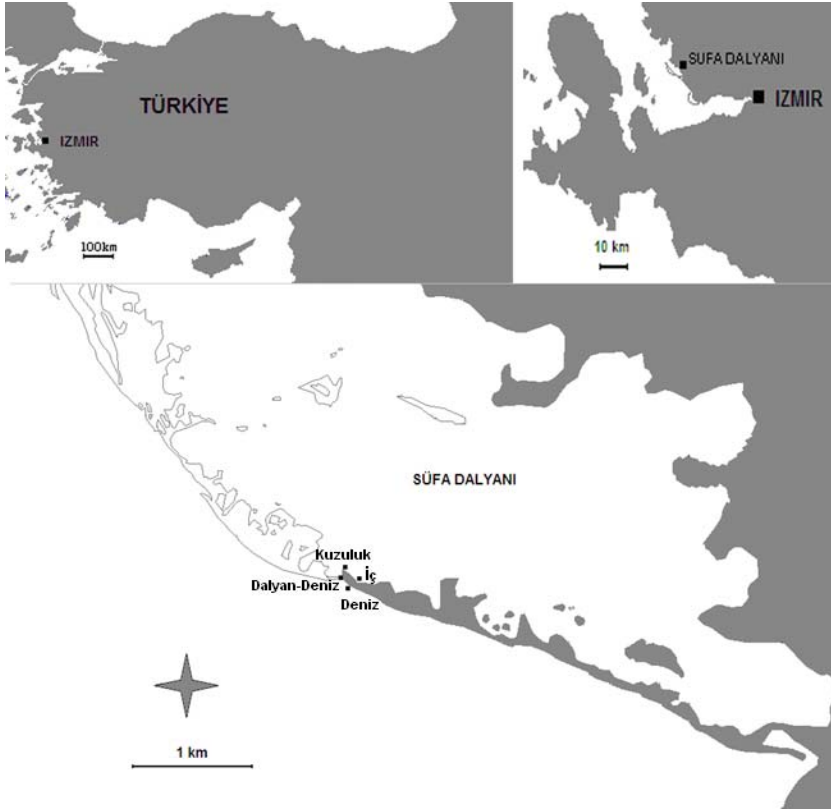 TÜRKİYE
IZMIR
100km
SUFA DALYANI
IZMIR
10 km
SÜFA DALYANI
Kuzuluk
İç
Dalyan-Deniz
Deniz
1 km